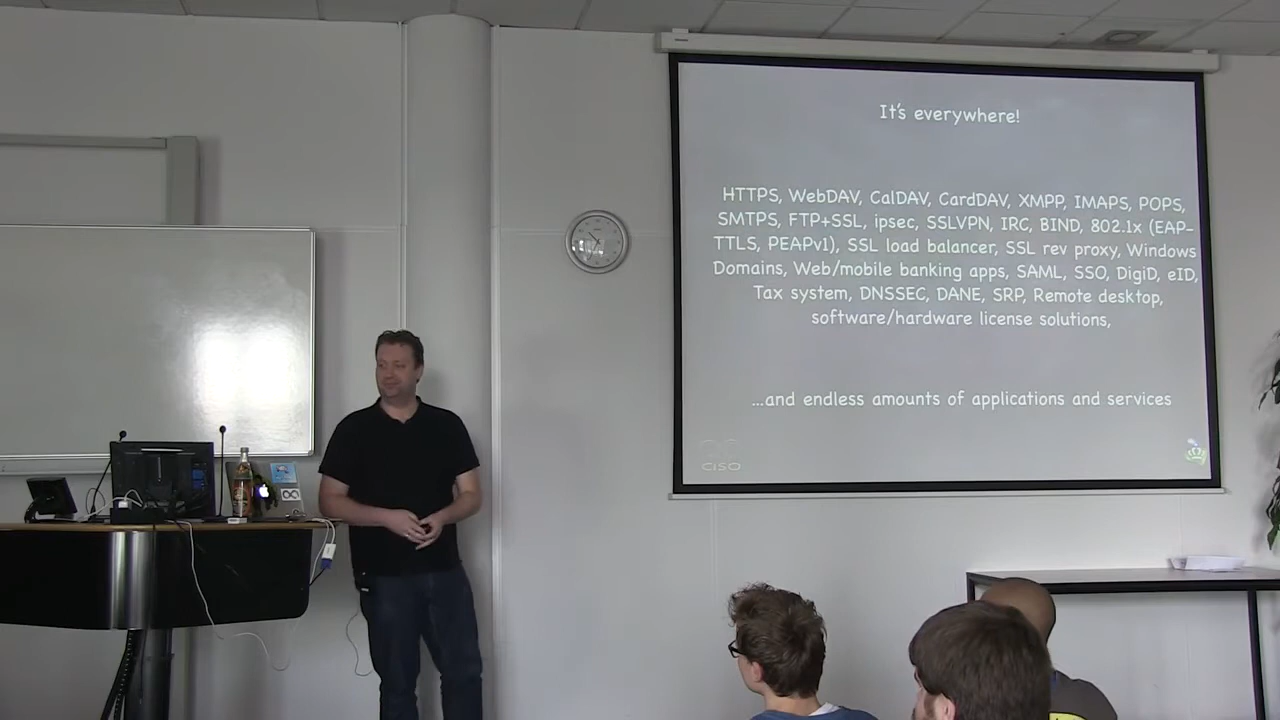 It's everywhere!
HTTPS, WebDAV, CalDAV, CardDAV, XMPP, IMAPS, POPS,
SMTPS, FTP+SSL, ipsec, SSLVPN, IRC, BIND, 802.1x (EAP-
TTLS, PEAPv1), SSL load balancer, SSL rev proxy, Windows
Domains, Web/mobile banking apps, SAML, SSO, DigiD, eID,
Tax system, DNSSEC, DANE, SRP, Remote desktop,
software/hardware license solutions,
...and endless amounts of applications and services
CISO